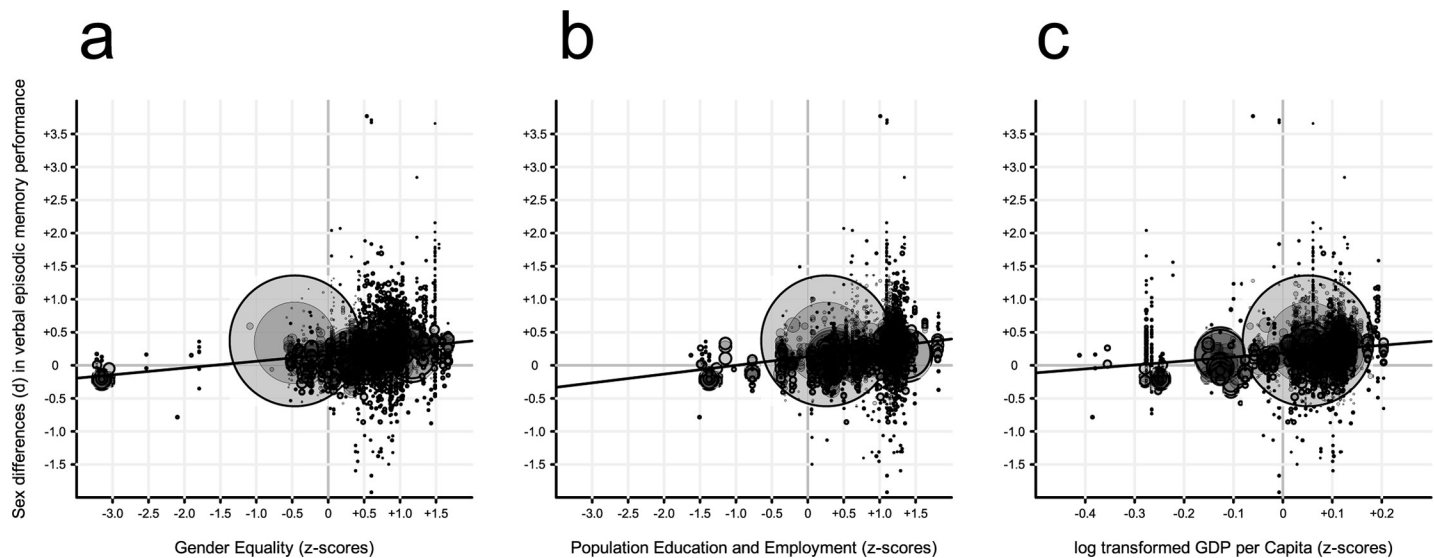 a b c
Sex differences (d) in verbal episodic memory performance
+3.5 +3.5 +3.5
+3.0 +3.0 +3.0
+2.5 +2.5 +2.5
+2.0 +2.0 +2.0
+1.5 +1.5 +1.5
+1.0 +1.0 +1.0
+0.5 +0.5 +0.5
0 0 0
-0.5 -0.5 -0.5
-1.0 -1.0 -1.0
-1.5 -1.5 -1.5
-3.0 -2.5 -2.0 -1.5 -1.0 -0.5 0 +0.5 +1.0 +1.5 -3.0 -2.5 -2.0 -1.5 -1.0 -0.5 0 +0.5 +1.0 +1.5 -0.4 -0.3 -0.2 -0.1 0 +0.1 +0.2
Gender Equality (z-scores) Population Education and Employment (z-scores) log transformed GDP per Capita (z-scores)